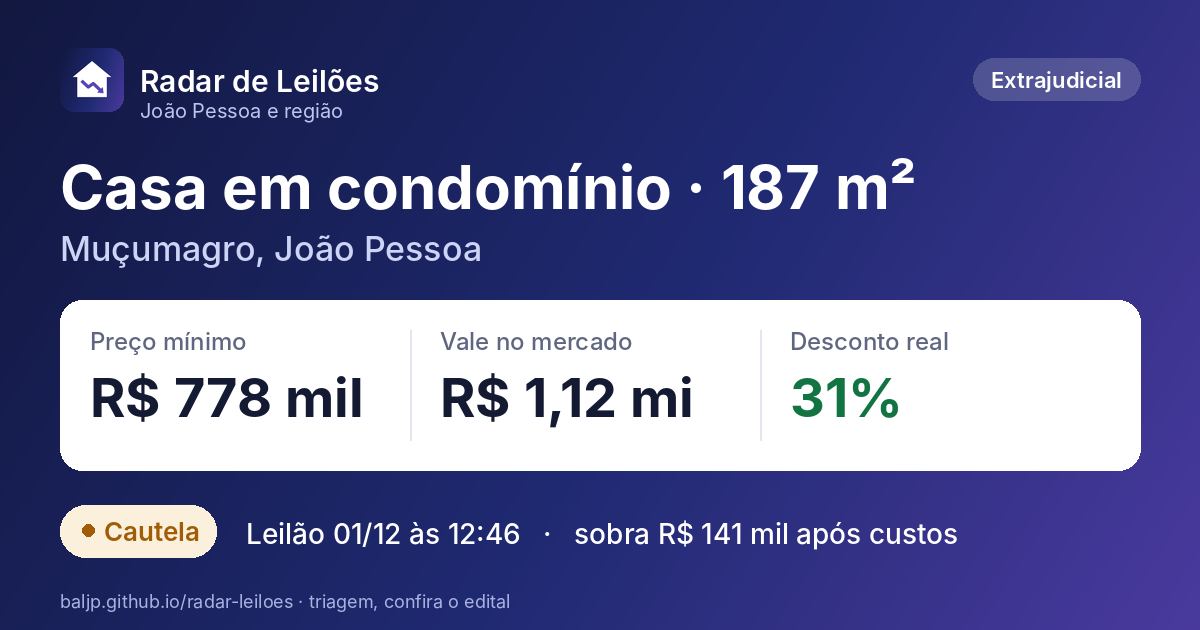 Radar de Leilões
João Pessoa e região
Extrajudicial
Casa em condomínio · 187 m²
Muçumagro, João Pessoa
Preço mínimo
R$ 778 mil
Vale no mercado
R$ 1,12 mi
Desconto real
31%
Cautela
Leilão 01/12 às 12:46 · sobra R$ 141 mil após custos
baljp.github.io/radar-leiloes · triagem, confira o edital